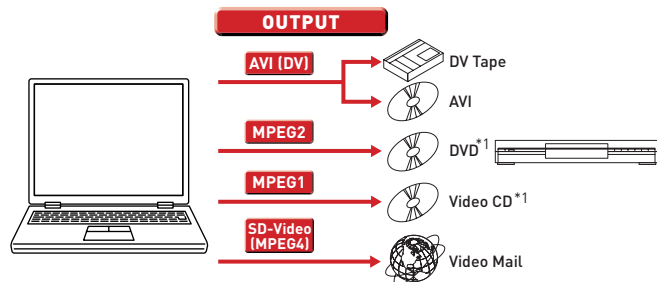 OUTPUT
AVI (DV)
DV Tape
AVI
MPEG2
DVD*1
MPEG1
Video CD*1
SD-Video
(MPEG4)
Video Mail